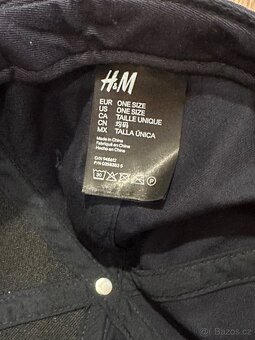 H&M
EUR ONE SIZE
US ONE SIZE
CA TAILLE UNIQUE
CN 均码
MX TALLA ÚNICA
Made in China
Fabriqué en Chine
Hecho en China
sbazar.cz